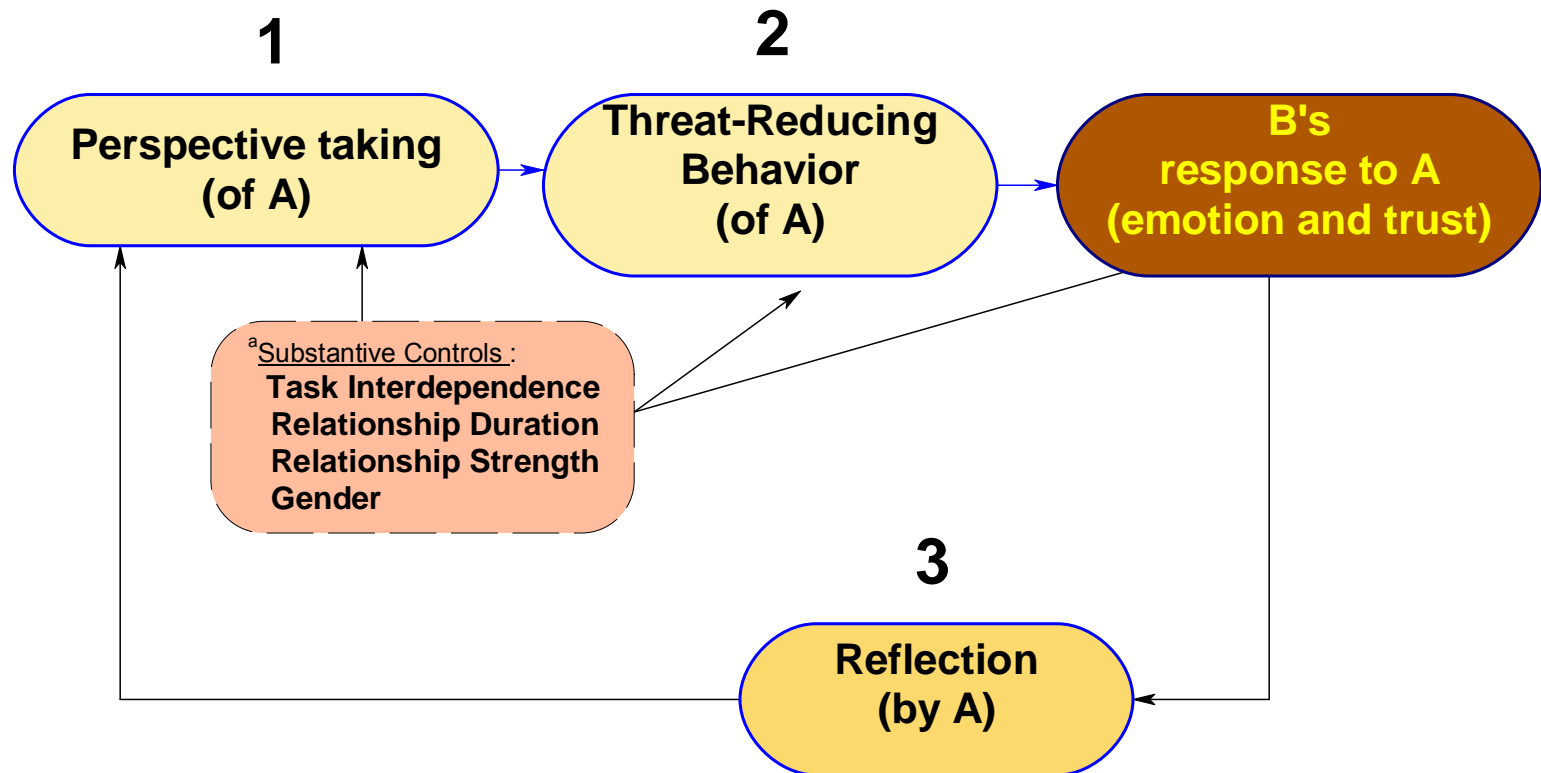 1
Perspective taking
(of A)
2
Threat-Reducing
Behavior
(of A)
B's
response to A
(emotion and trust)
aSubstantive Controls :
Task Interdependence
Relationship Duration
Relationship Strength
Gender
3
Reflection
(by A)